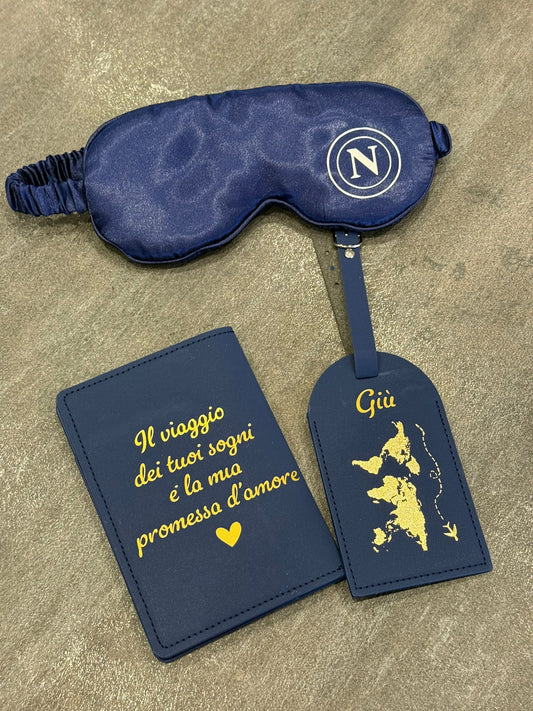 N
Il viaggio
dei tuoi sogni
é la mia
promessa d'amore
Giù